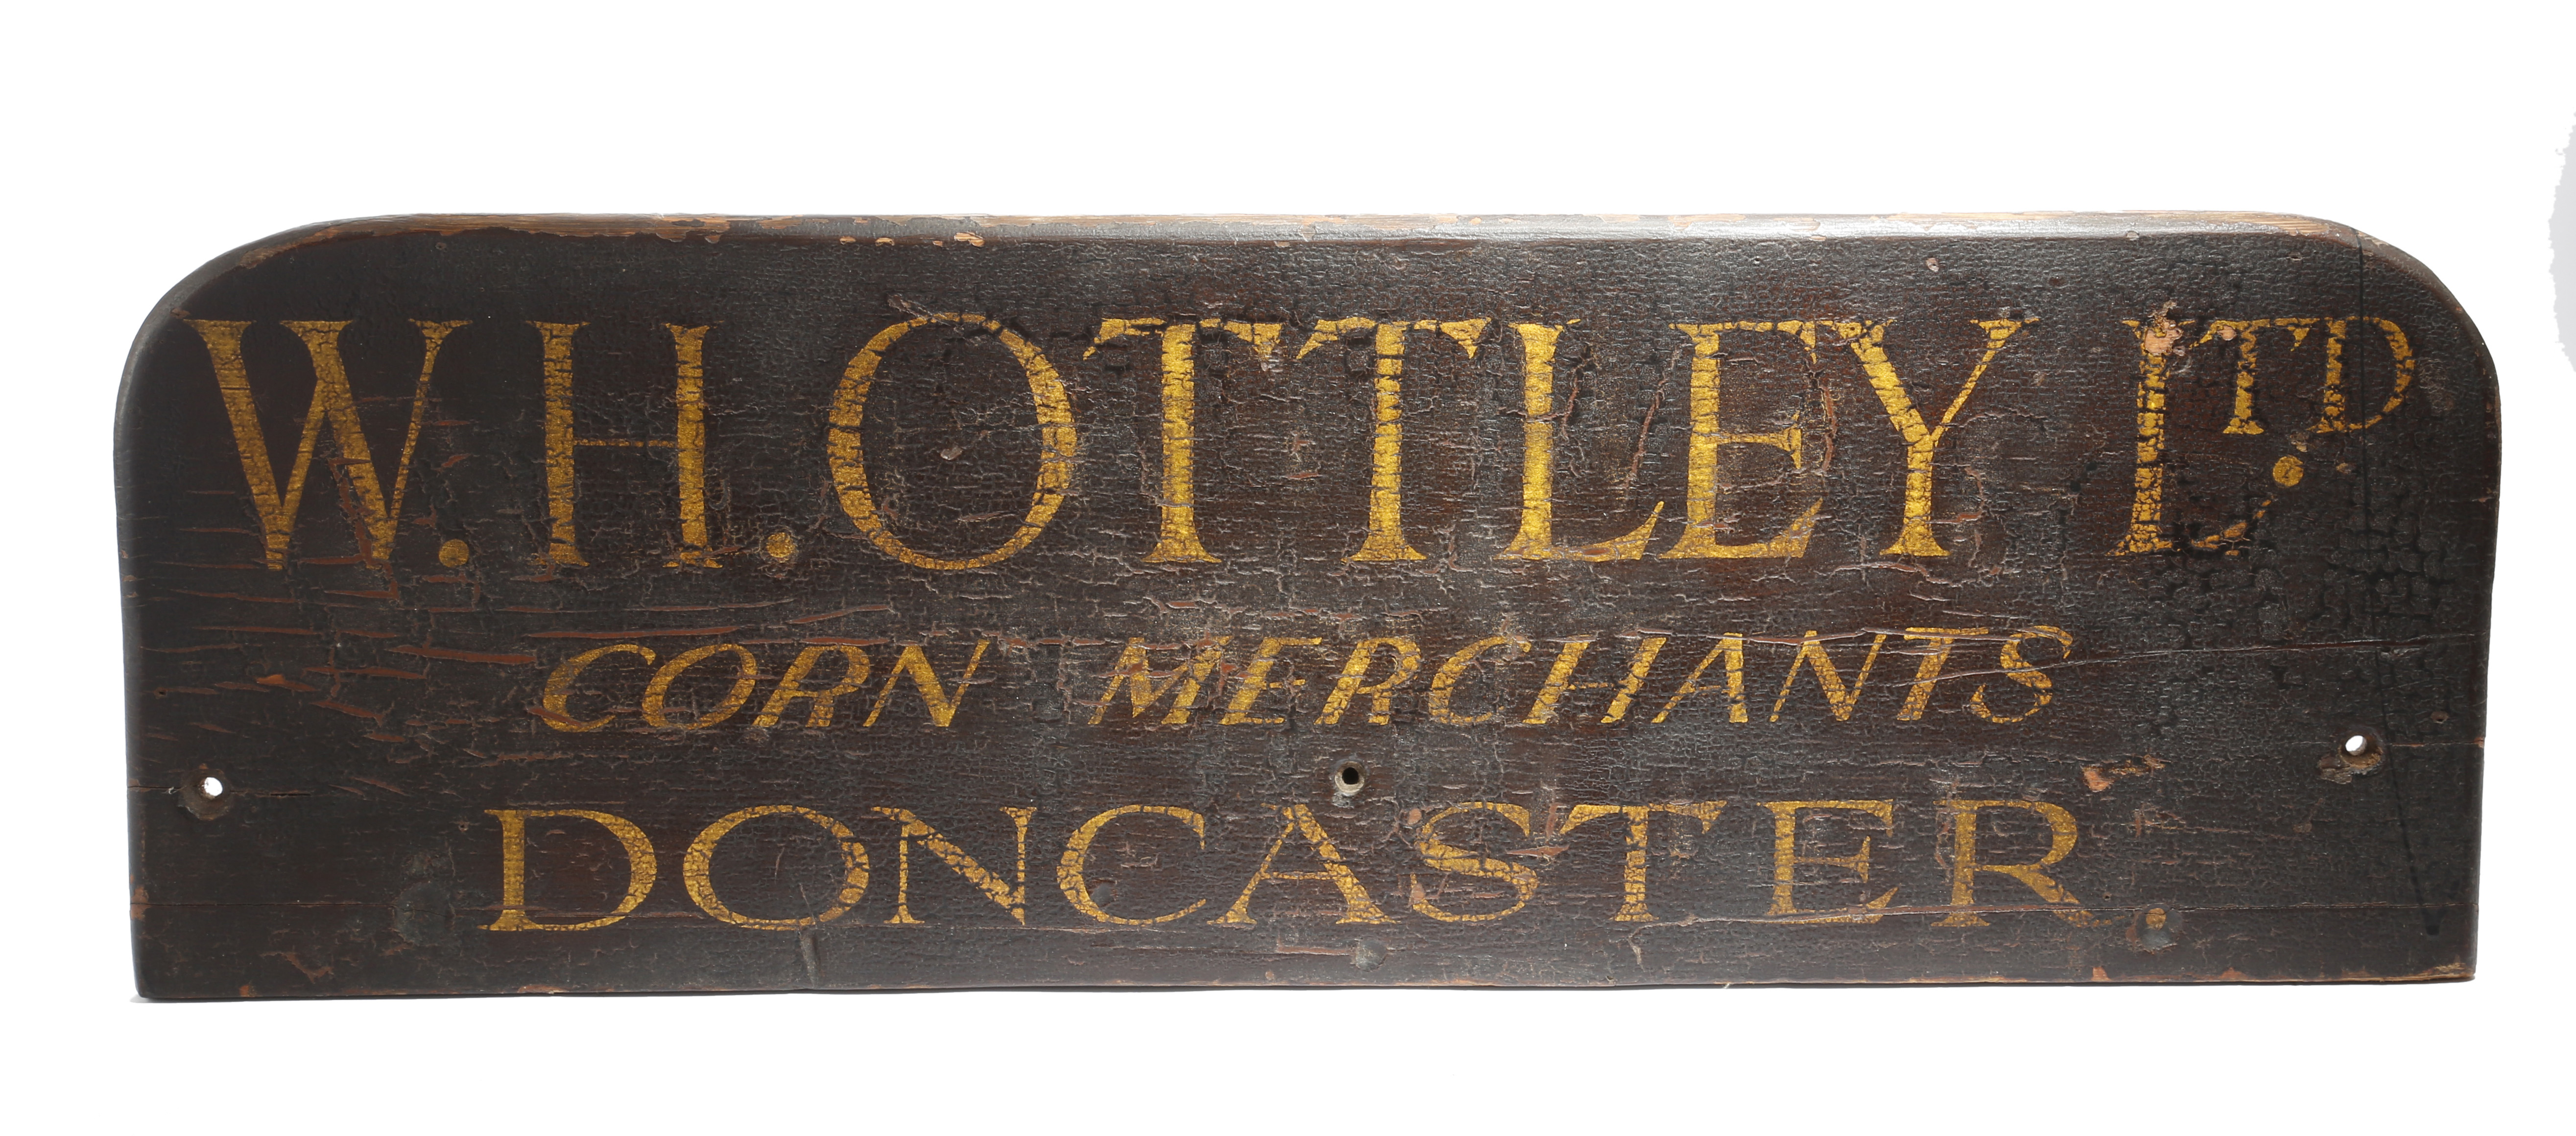 W.H.OTTLEY LTD.
CORN MERCHANTS
DONCASTER.